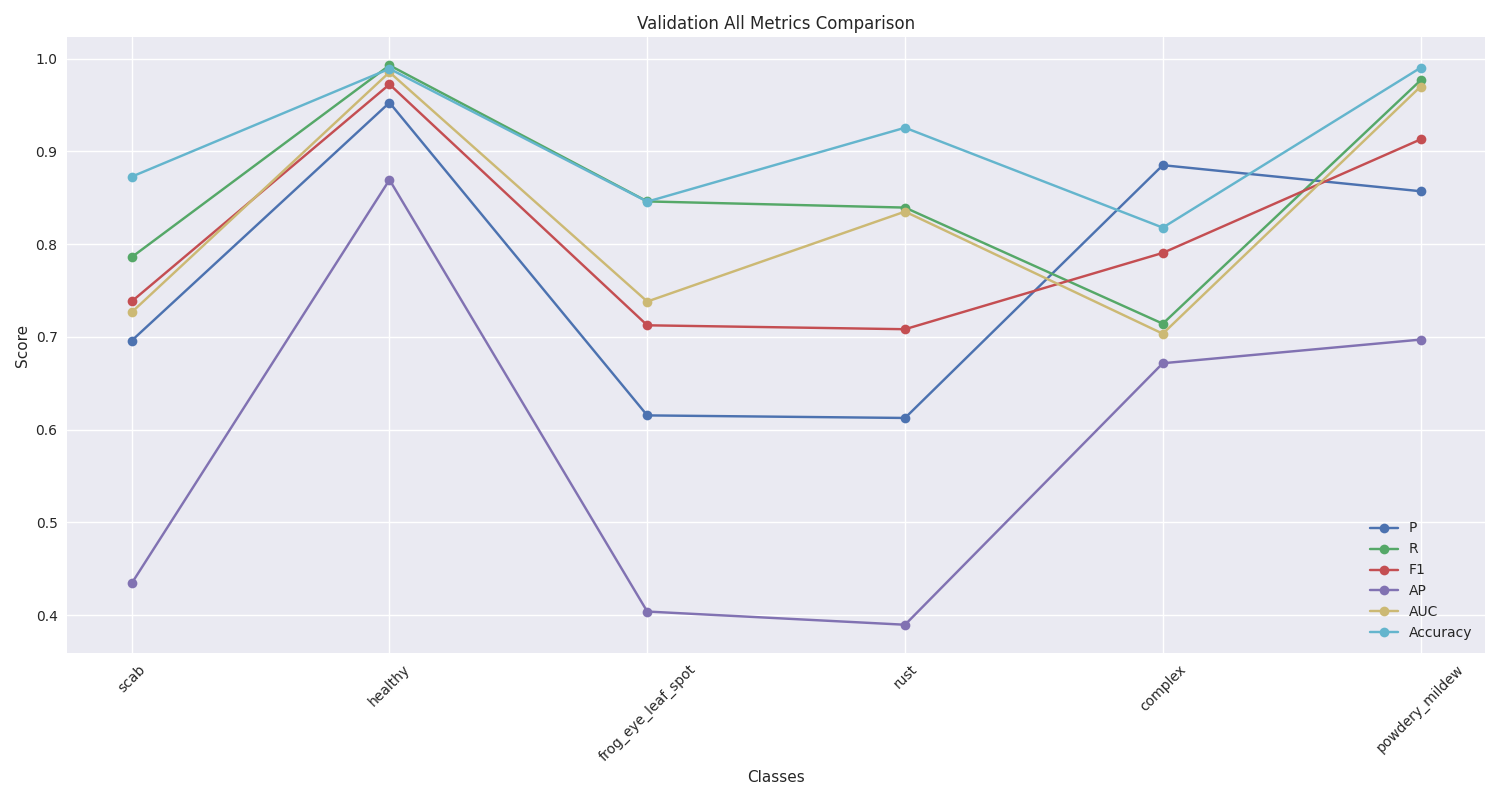 Validation All Metrics Comparison
Score
1.0
0.9
0.8
0.7
0.6
0.5
0.4
P
R
F1
AP
AUC
Accuracy
scab
healthy
frog_eye_leaf_spot
rust
complex
powdery_mildew
Classes